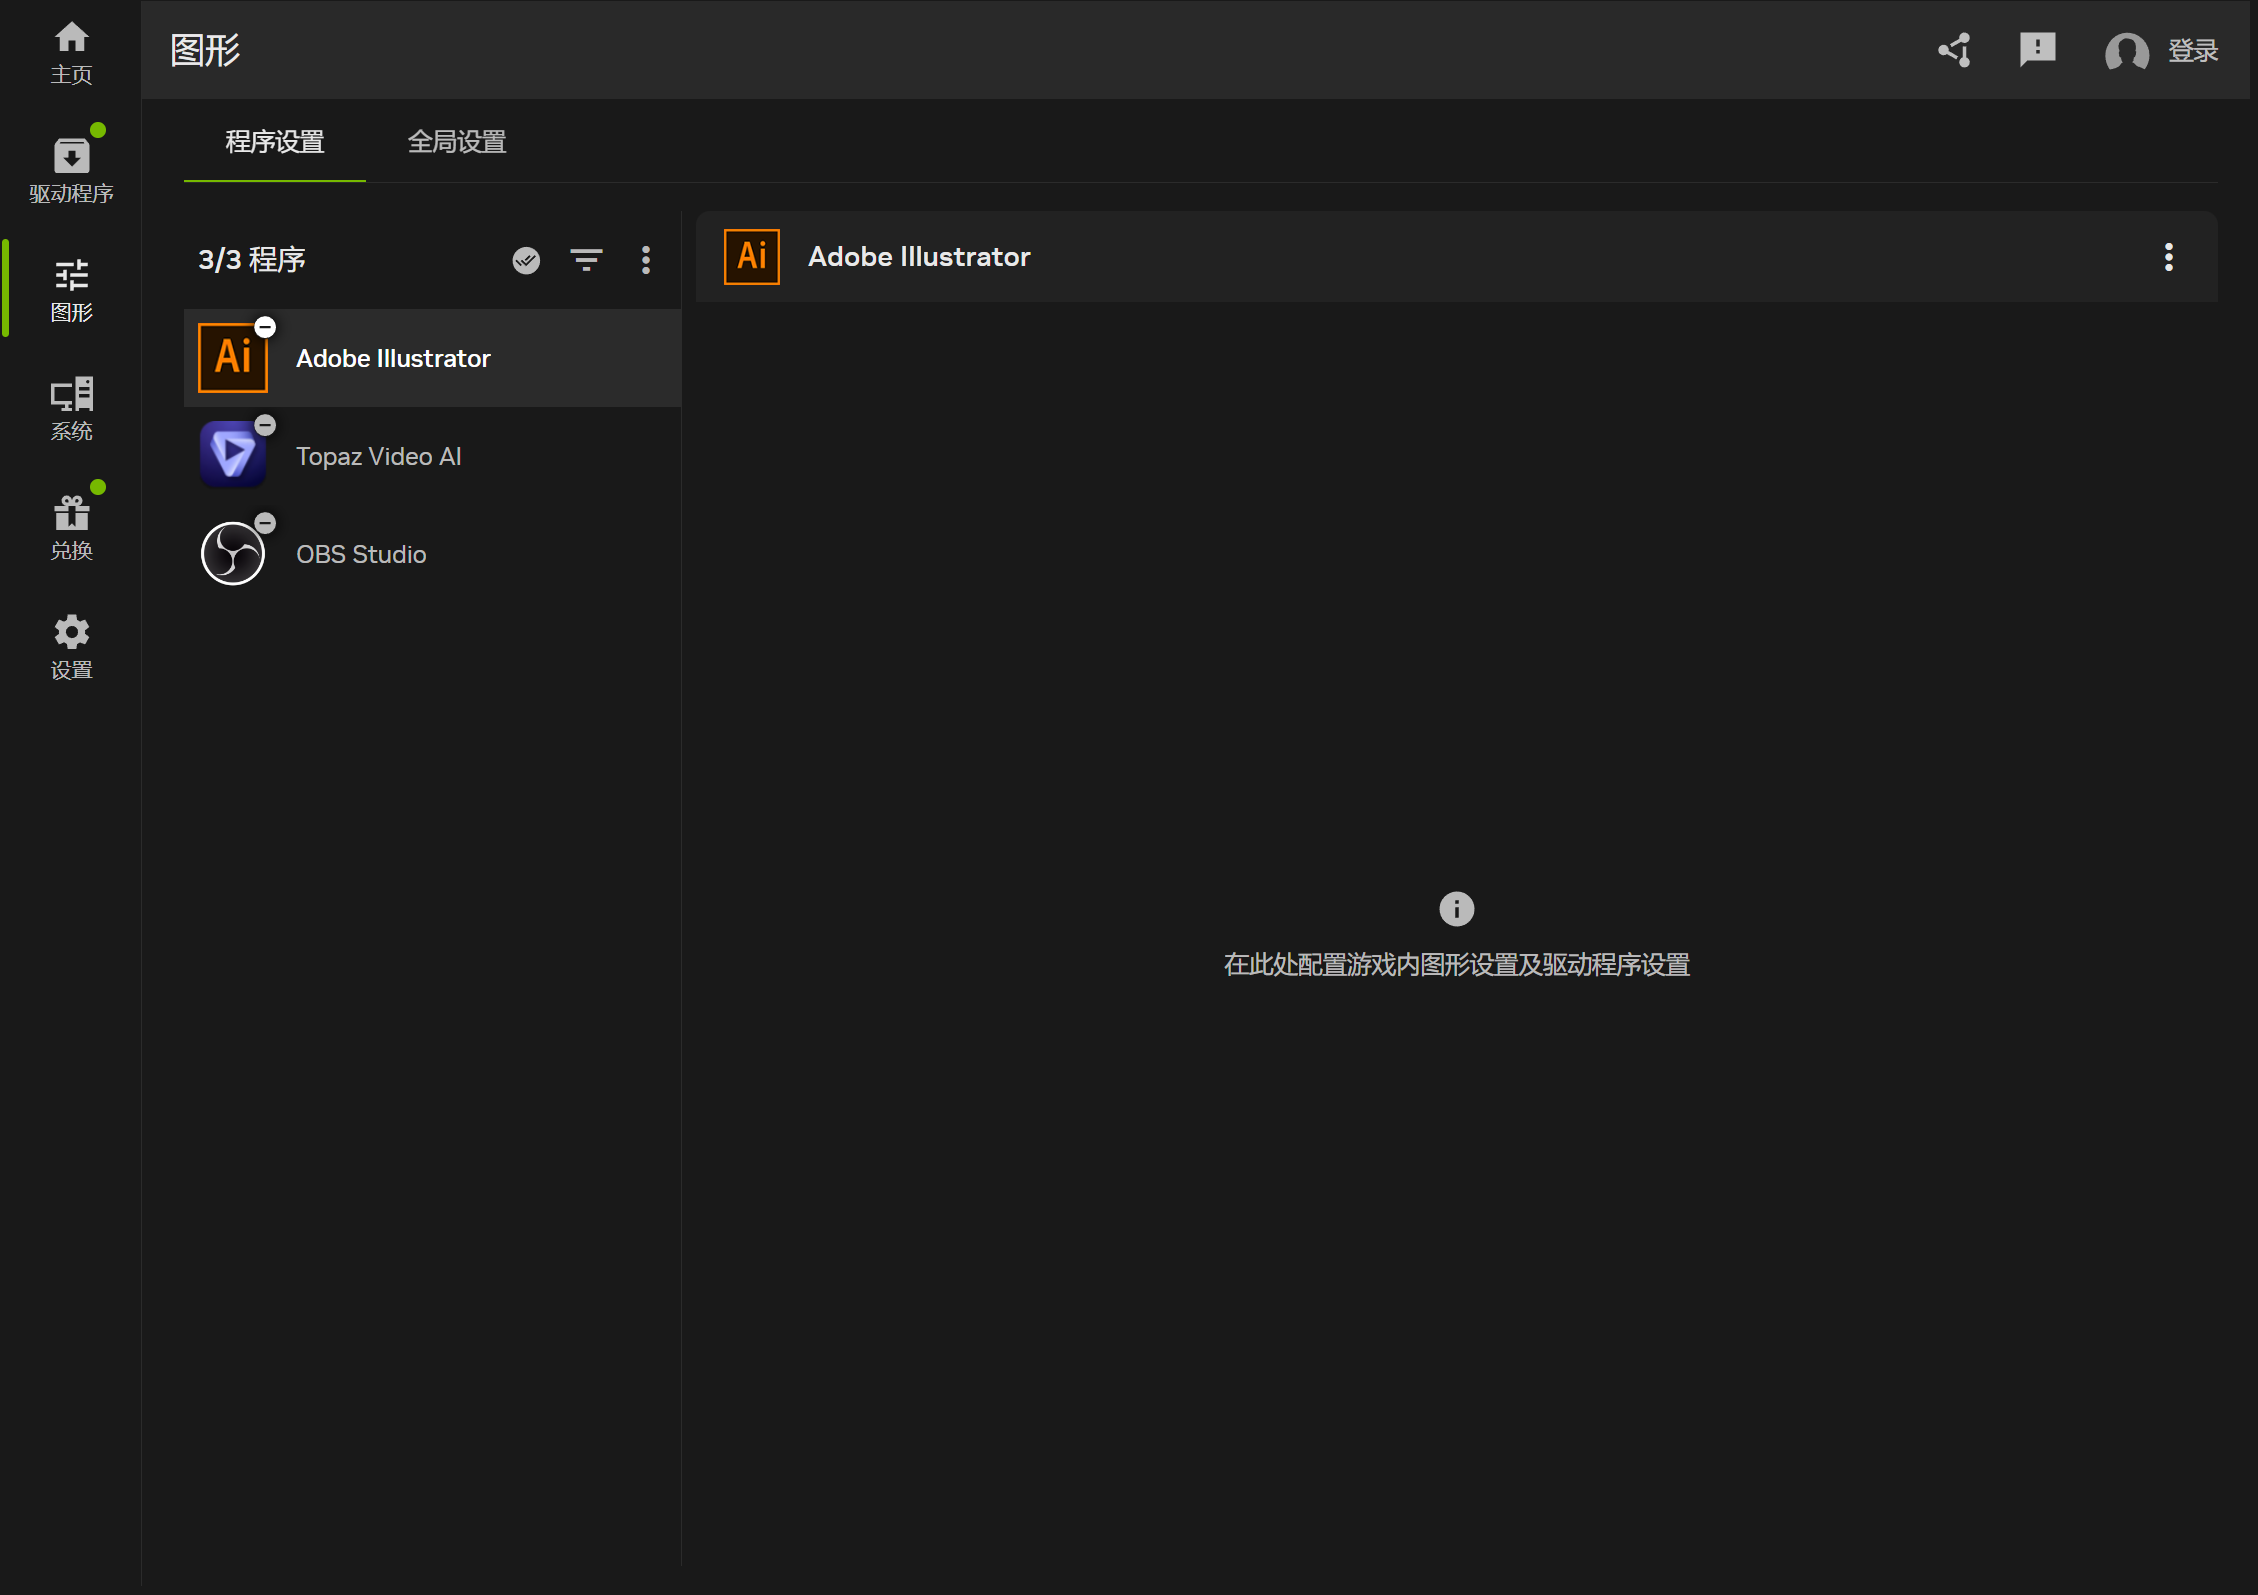 主页
驱动程序
图形
系统
兑换
设置
图形
登录
程序设置
全局设置
3/3 程序
Ai
Adobe Illustrator
Topaz Video AI
OBS Studio
Ai
Adobe Illustrator
在此处配置游戏内图形设置及驱动程序设置